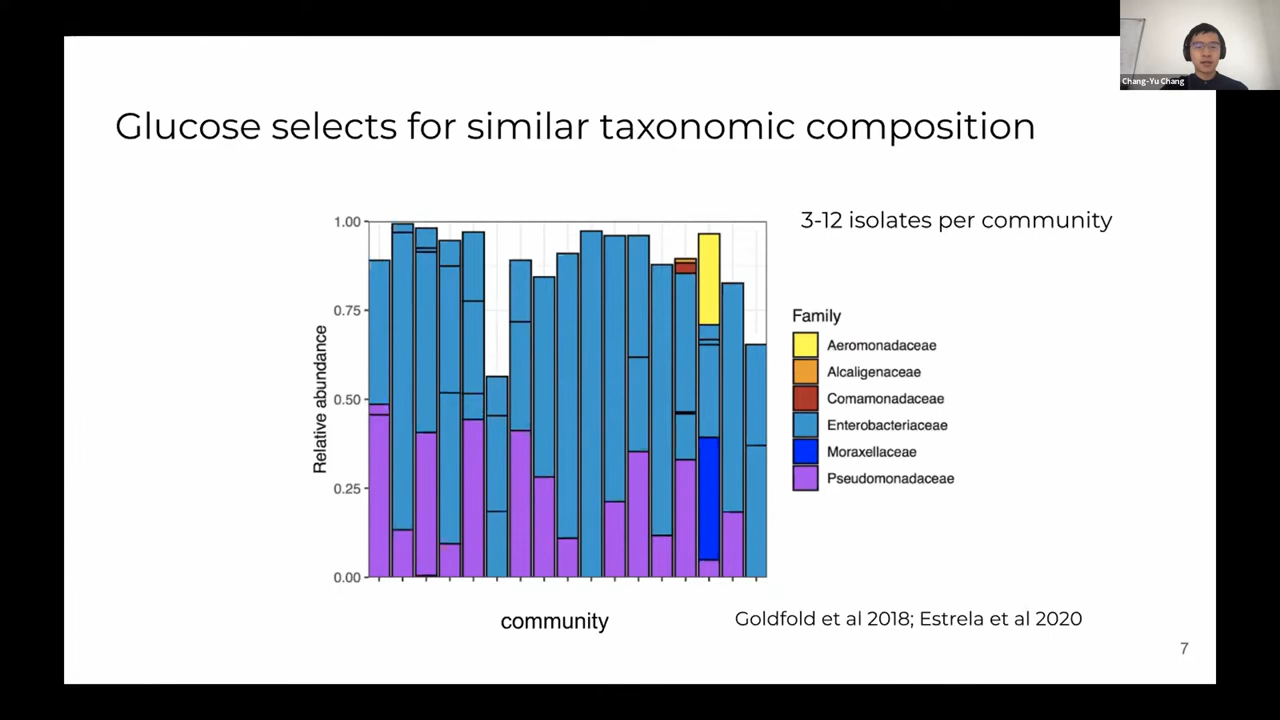 Chang-Yu Chang
Glucose selects for similar taxonomic composition
3-12 isolates per community
1.00
0.75
0.50
0.25
0.00
Relative abundance
community
Family
Aeromonadaceae
Alcaligenaceae
Comamonadaceae
Enterobacteriaceae
Moraxellaceae
Pseudomonadaceae
Goldfold et al 2018; Estrela et al 2020
7